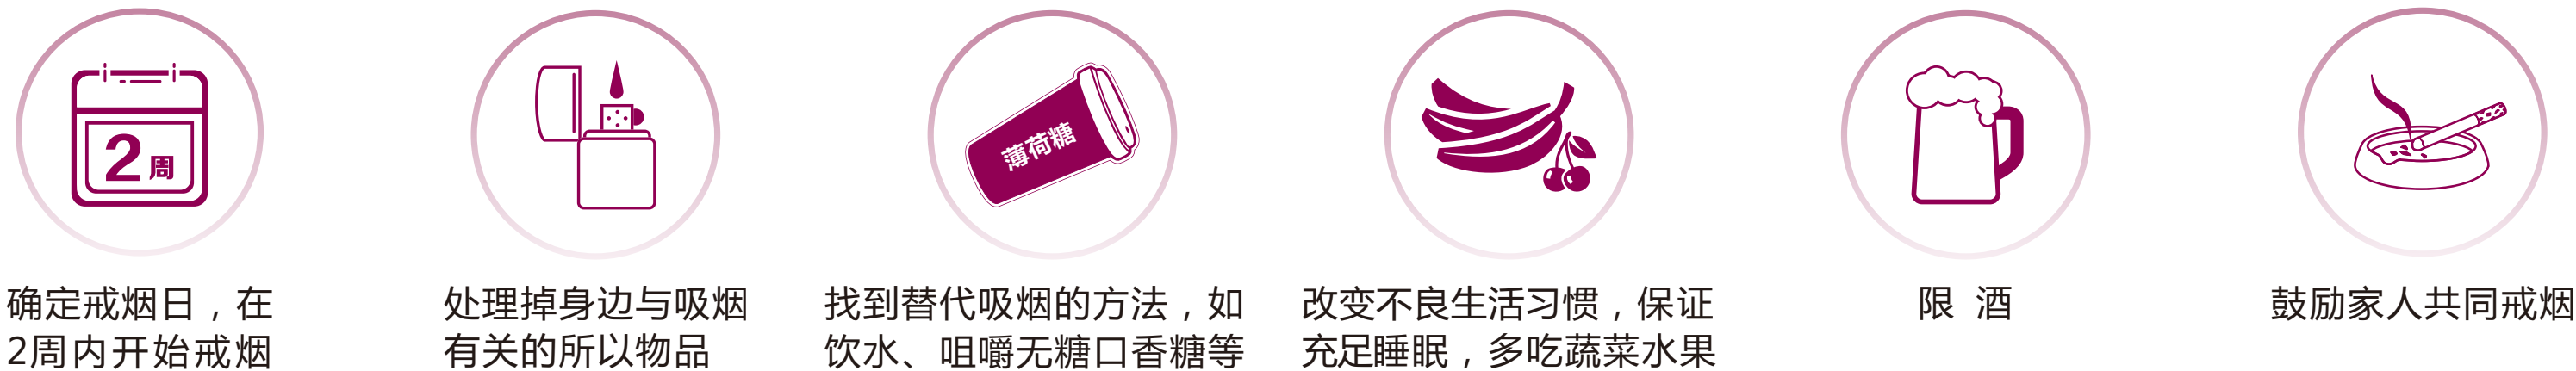 2周
薄荷糖
确定戒烟日，在
2周内开始戒烟
处理掉身边与吸烟
有关的所以物品
找到替代吸烟的方法，如
饮水、咀嚼无糖口香糖等
改变不良生活习惯，保证
充足睡眠，多吃蔬菜水果
限 酒
鼓励家人共同戒烟